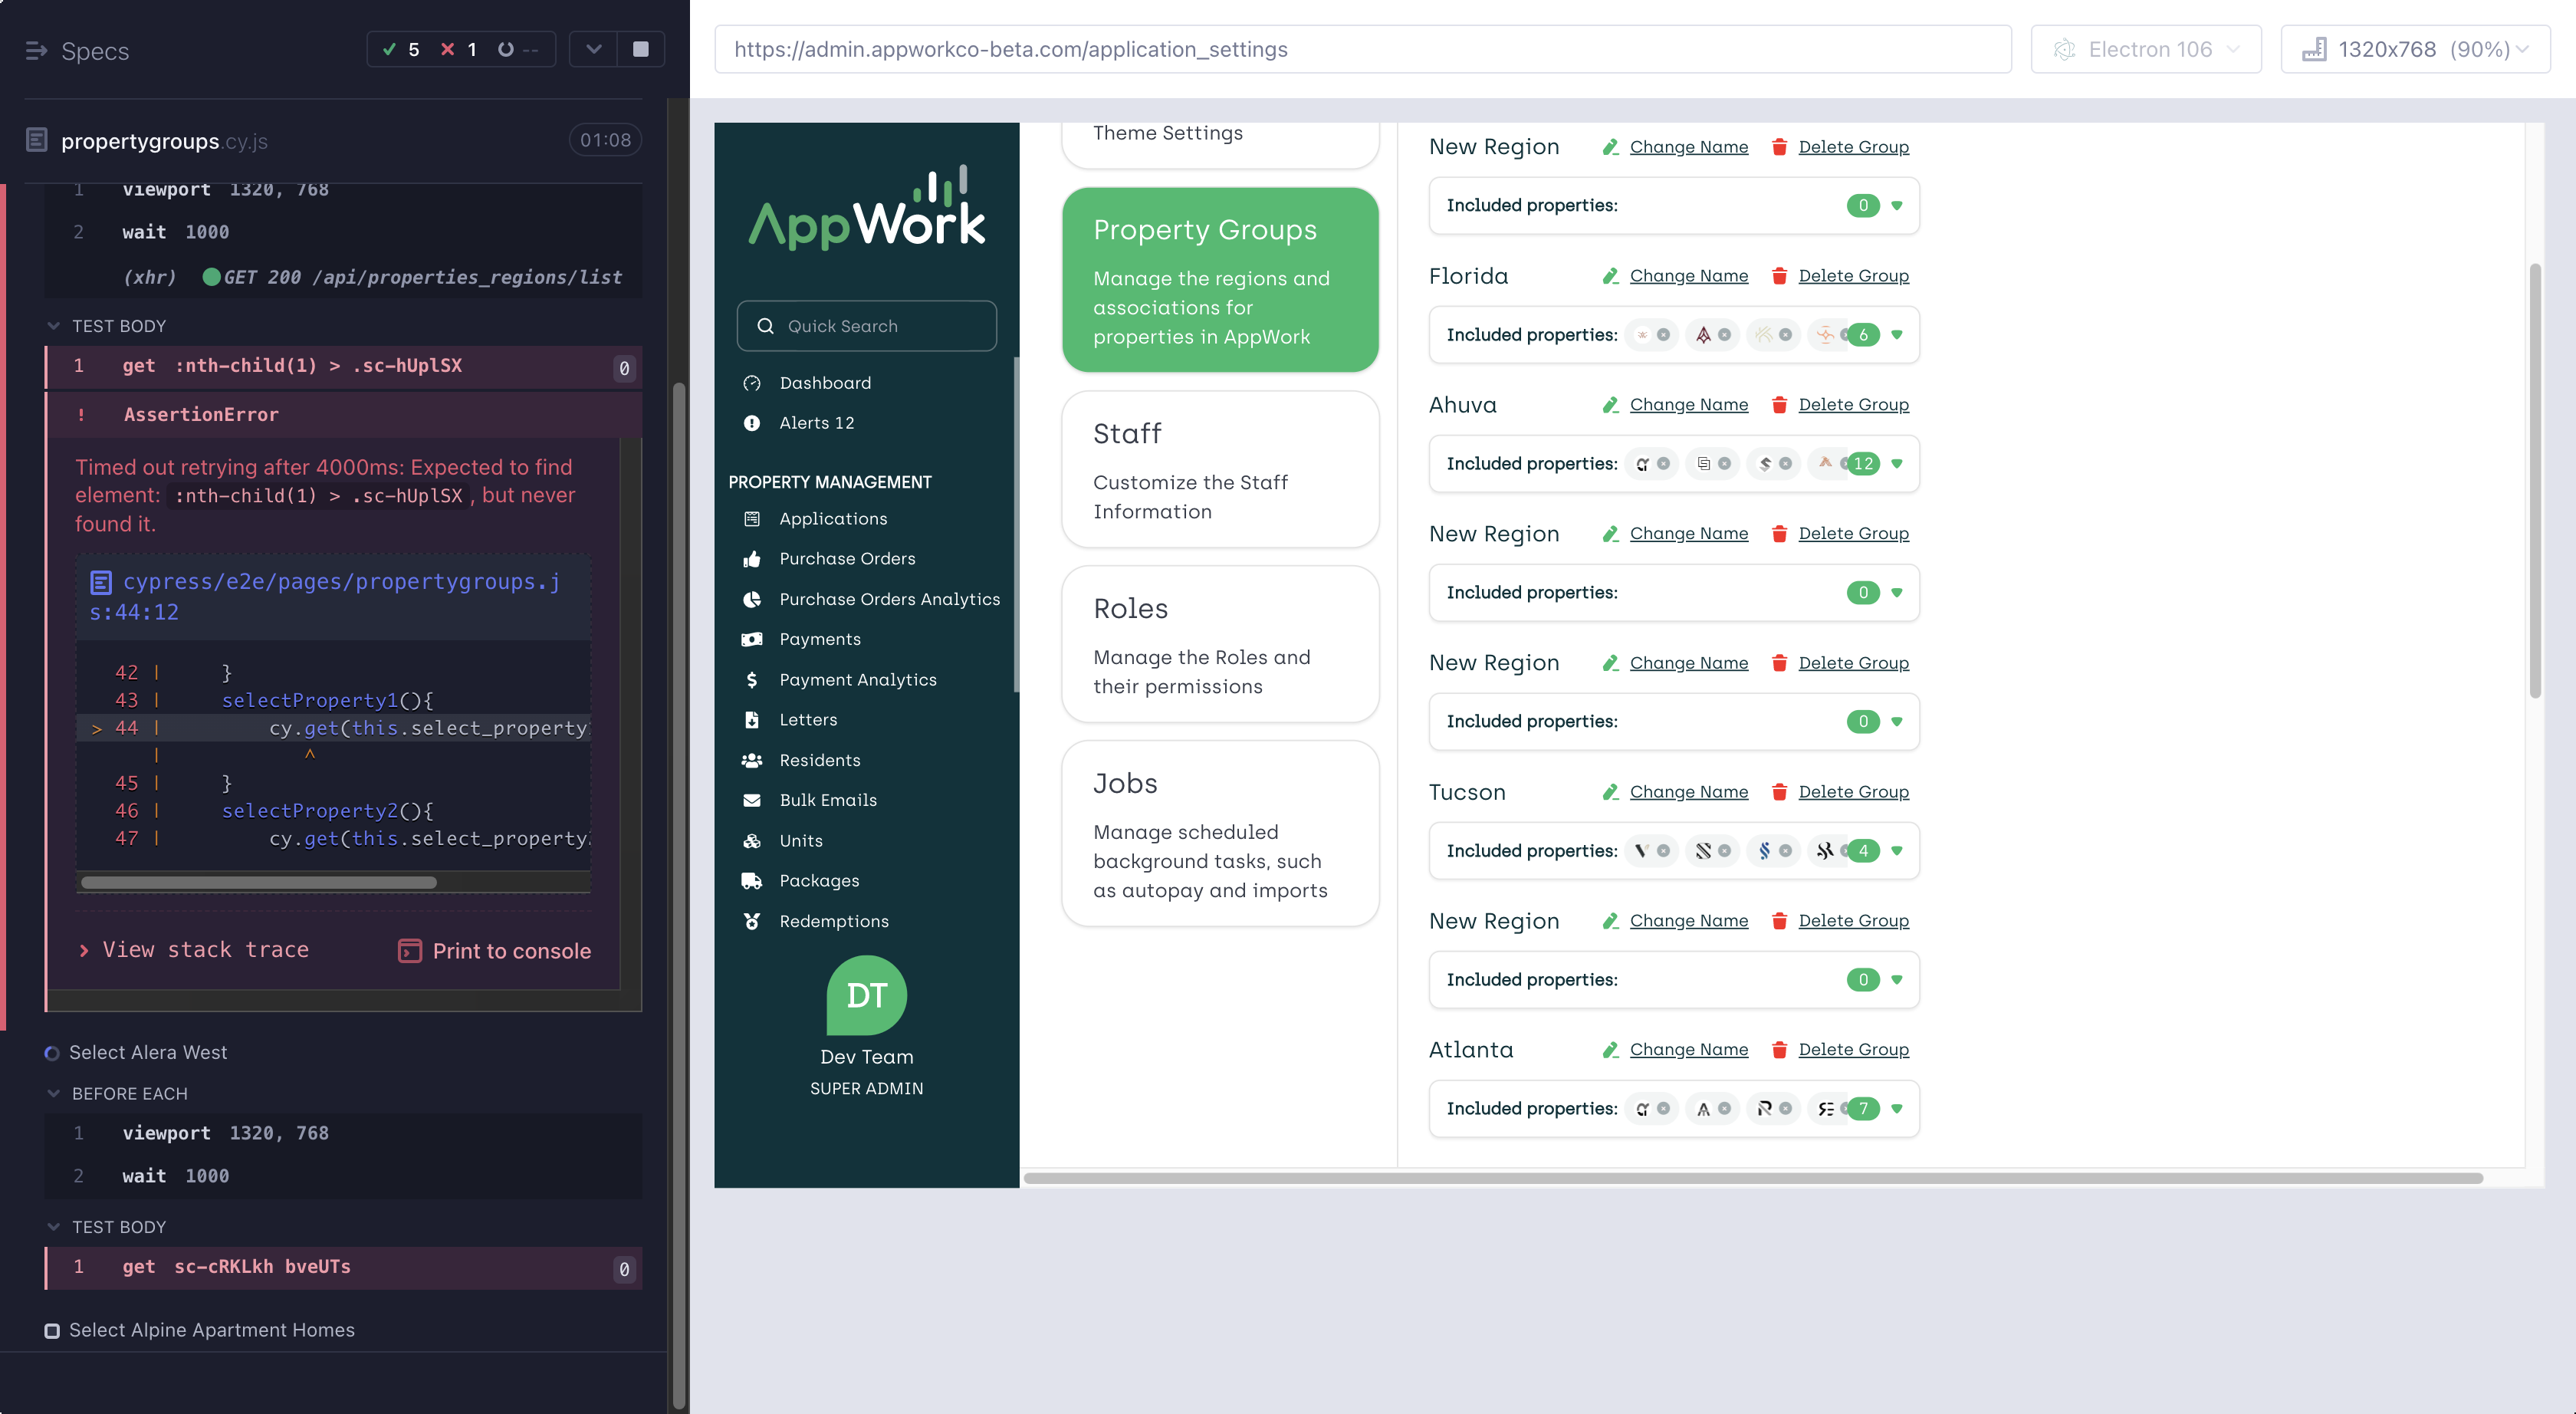 Specs
5 1 --
propertygroups.cy.js 01:08
1 viewport 1320, 768
2 wait 1000
(xhr) GET 200 /api/properties_regions/list
TEST BODY
1 get :nth-child(1) > .sc-hUplSX 0
! AssertionError
Timed out retrying after 4000ms: Expected to find
element: :nth-child(1) > .sc-hUplSX , but never
found it.
cypress/e2e/pages/propertygroups.j
s:44:12
42 | }
43 | selectProperty1(){
> 44 | cy.get(this.select_property
| ^
45 | }
46 | selectProperty2(){
47 | cy.get(this.select_property
View stack trace
Print to console
Select Alera West
BEFORE EACH
1 viewport 1320, 768
2 wait 1000
TEST BODY
1 get sc-cRKLkh bveUTs 0
Select Alpine Apartment Homes
https://admin.appworkco-beta.com/application_settings
Electron 106
1320x768 (90%)
AppWork
Quick Search
Dashboard
Alerts 12
PROPERTY MANAGEMENT
Applications
Purchase Orders
Purchase Orders Analytics
Payments
Payment Analytics
Letters
Residents
Bulk Emails
Units
Packages
Redemptions
DT
Dev Team
SUPER ADMIN
Theme Settings
Property Groups
Manage the regions and
associations for
properties in AppWork
Staff
Customize the Staff
Information
Roles
Manage the Roles and
their permissions
Jobs
Manage scheduled
background tasks, such
as autopay and imports
New Region Change Name Delete Group
Included properties: 0
Florida Change Name Delete Group
Included properties: 6
Ahuva Change Name Delete Group
Included properties: 12
New Region Change Name Delete Group
Included properties: 0
New Region Change Name Delete Group
Included properties: 0
Tucson Change Name Delete Group
Included properties: 4
New Region Change Name Delete Group
Included properties: 0
Atlanta Change Name Delete Group
Included properties: 7